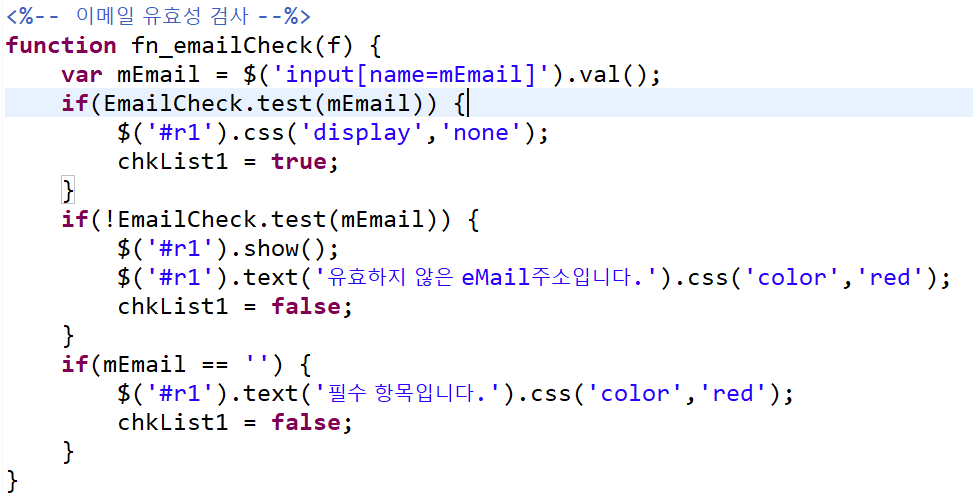 <%-- 이메일 유효성 검사 --%>
function fn_emailCheck(f) {
    var mEmail = $('input[name=mEmail]').val();
    if(EmailCheck.test(mEmail)) {
        $('#r1').css('display','none');
        chkList1 = true;
    }
    if(!EmailCheck.test(mEmail)) {
        $('#r1').show();
        $('#r1').text('유효하지 않은 eMail주소입니다.').css('color','red');
        chkList1 = false;
    }
    if(mEmail == '') {
        $('#r1').text('필수 항목입니다.').css('color','red');
        chkList1 = false;
    }
}